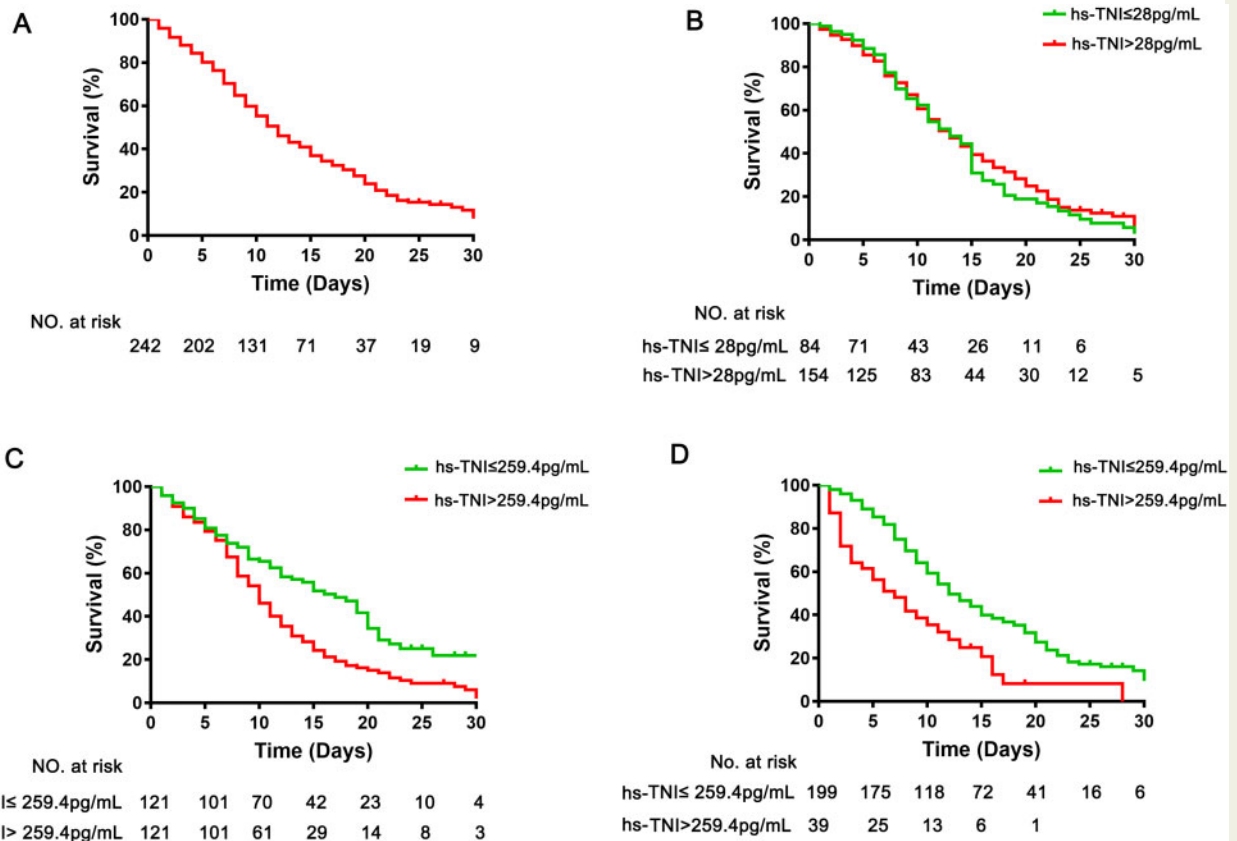 A
100
80
60
40
20
0
Survival (%)
0 5 10 15 20 25 30
Time (Days)
NO. at risk
242 202 131 71 37 19 9
B
hs-TNI≤28pg/mL
hs-TNI>28pg/mL
100
80
60
40
20
0
Survival (%)
0 5 10 15 20 25 30
Time (Days)
NO. at risk
hs-TNI≤ 28pg/mL 84 71 43 26 11 6
hs-TNI>28pg/mL 154 125 83 44 30 12 5
C
hs-TNI≤259.4pg/mL
hs-TNI>259.4pg/mL
100
80
60
40
20
0
Survival (%)
0 5 10 15 20 25 30
Time (Days)
NO. at risk
I≤ 259.4pg/mL 121 101 70 42 23 10 4
I> 259.4pg/mL 121 101 61 29 14 8 3
D
hs-TNI≤259.4pg/mL
hs-TNI>259.4pg/mL
100
80
60
40
20
0
Survival (%)
0 5 10 15 20 25 30
Time (Days)
No. at risk
hs-TNI≤ 259.4pg/mL 199 175 118 72 41 16 6
hs-TNI>259.4pg/mL 39 25 13 6 1